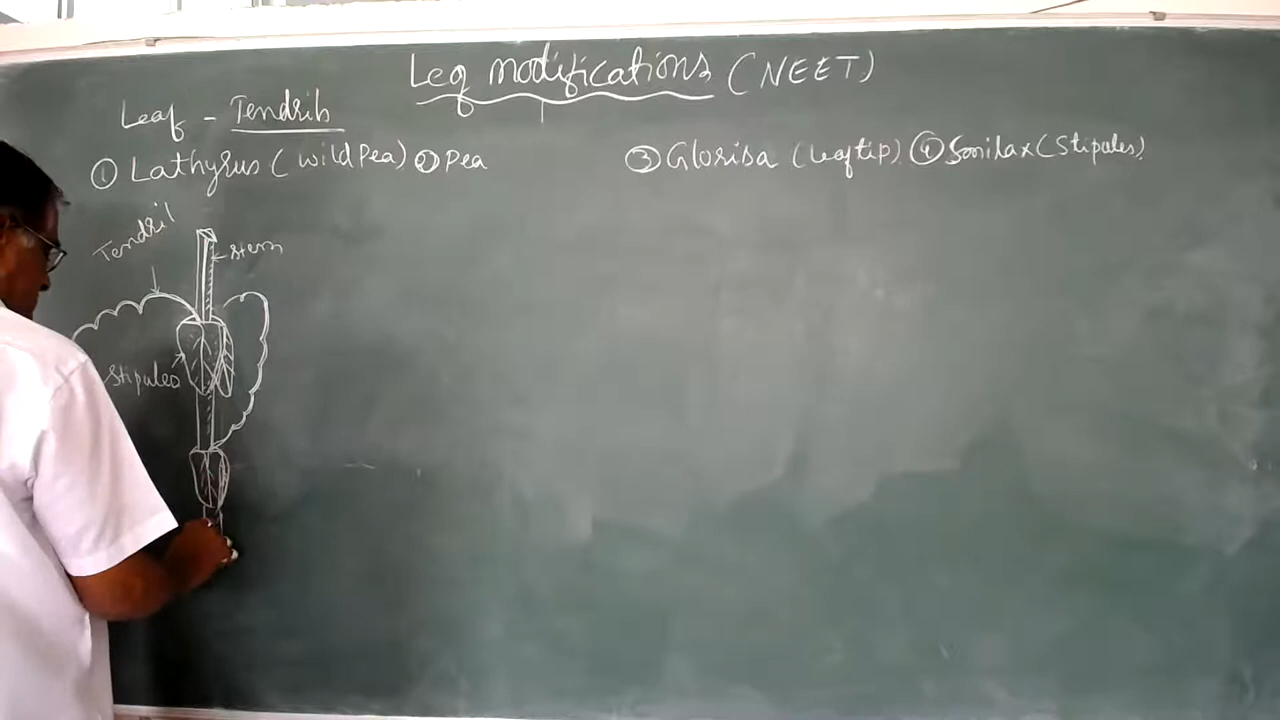 Leaf modifications (NEET)
Leaf - Tendrils
① Lathyrus (wild Pea) ② Pea
③ Gloriosa (leaf tip) ④ Smilax (Stipules)
Tendril
stem
Stipules